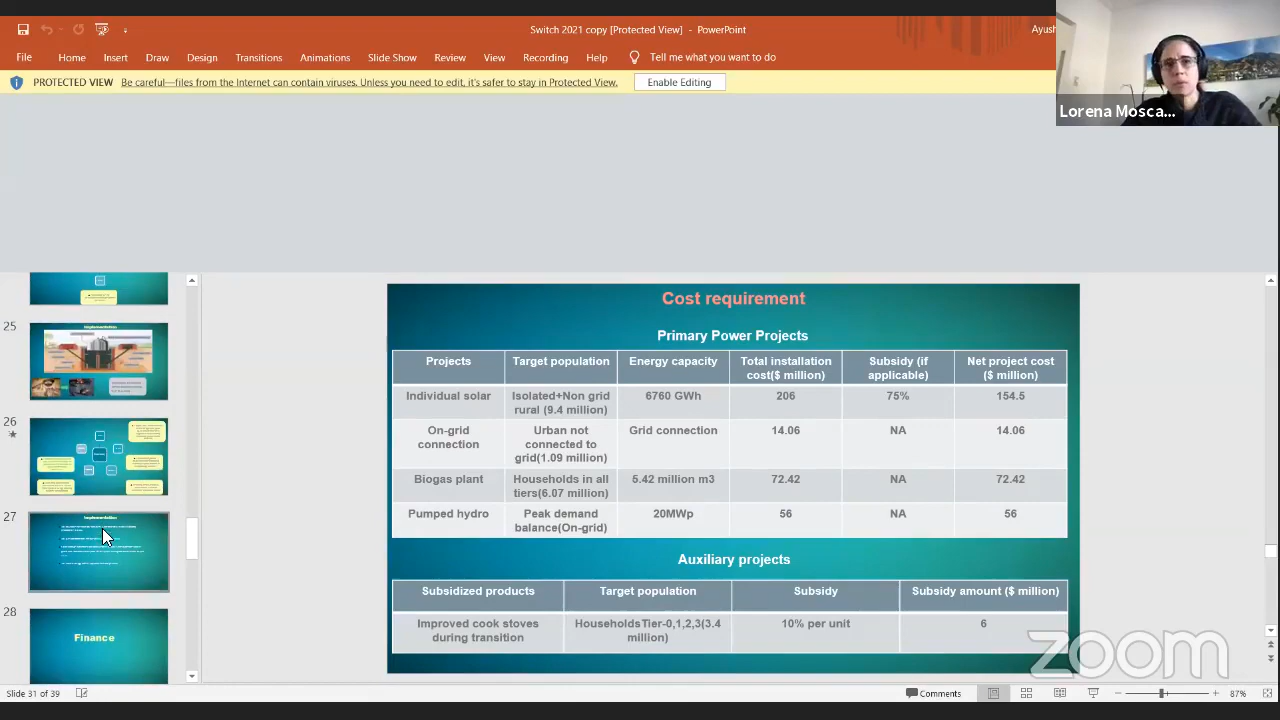 Switch 2021 copy [Protected View] - PowerPoint
Ayush
File Home Insert Draw Design Transitions Animations Slide Show Review View Recording Help Tell me what you want to do
PROTECTED VIEW Be careful—files from the Internet can contain viruses. Unless you need to edit, it's safer to stay in Protected View. Enable Editing
Lorena Mosca...
25
Implementation
26
27
Implementation
28
Finance
Cost requirement
Primary Power Projects
Projects Target population Energy capacity Total installation cost($ million) Subsidy (if applicable) Net project cost ($ million)
Individual solar Isolated+Non grid rural (9.4 million) 6760 GWh 206 75% 154.5
On-grid connection Urban not connected to grid(1.09 million) Grid connection 14.06 NA 14.06
Biogas plant Households in all tiers(6.07 million) 5.42 million m3 72.42 NA 72.42
Pumped hydro Peak demand balance(On-grid) 20MWp 56 NA 56
Auxiliary projects
Subsidized products Target population Subsidy Subsidy amount ($ million)
Improved cook stoves during transition HouseholdsTier-0,1,2,3(3.4 million) 10% per unit 6
zoom
Slide 31 of 39 Comments 87%